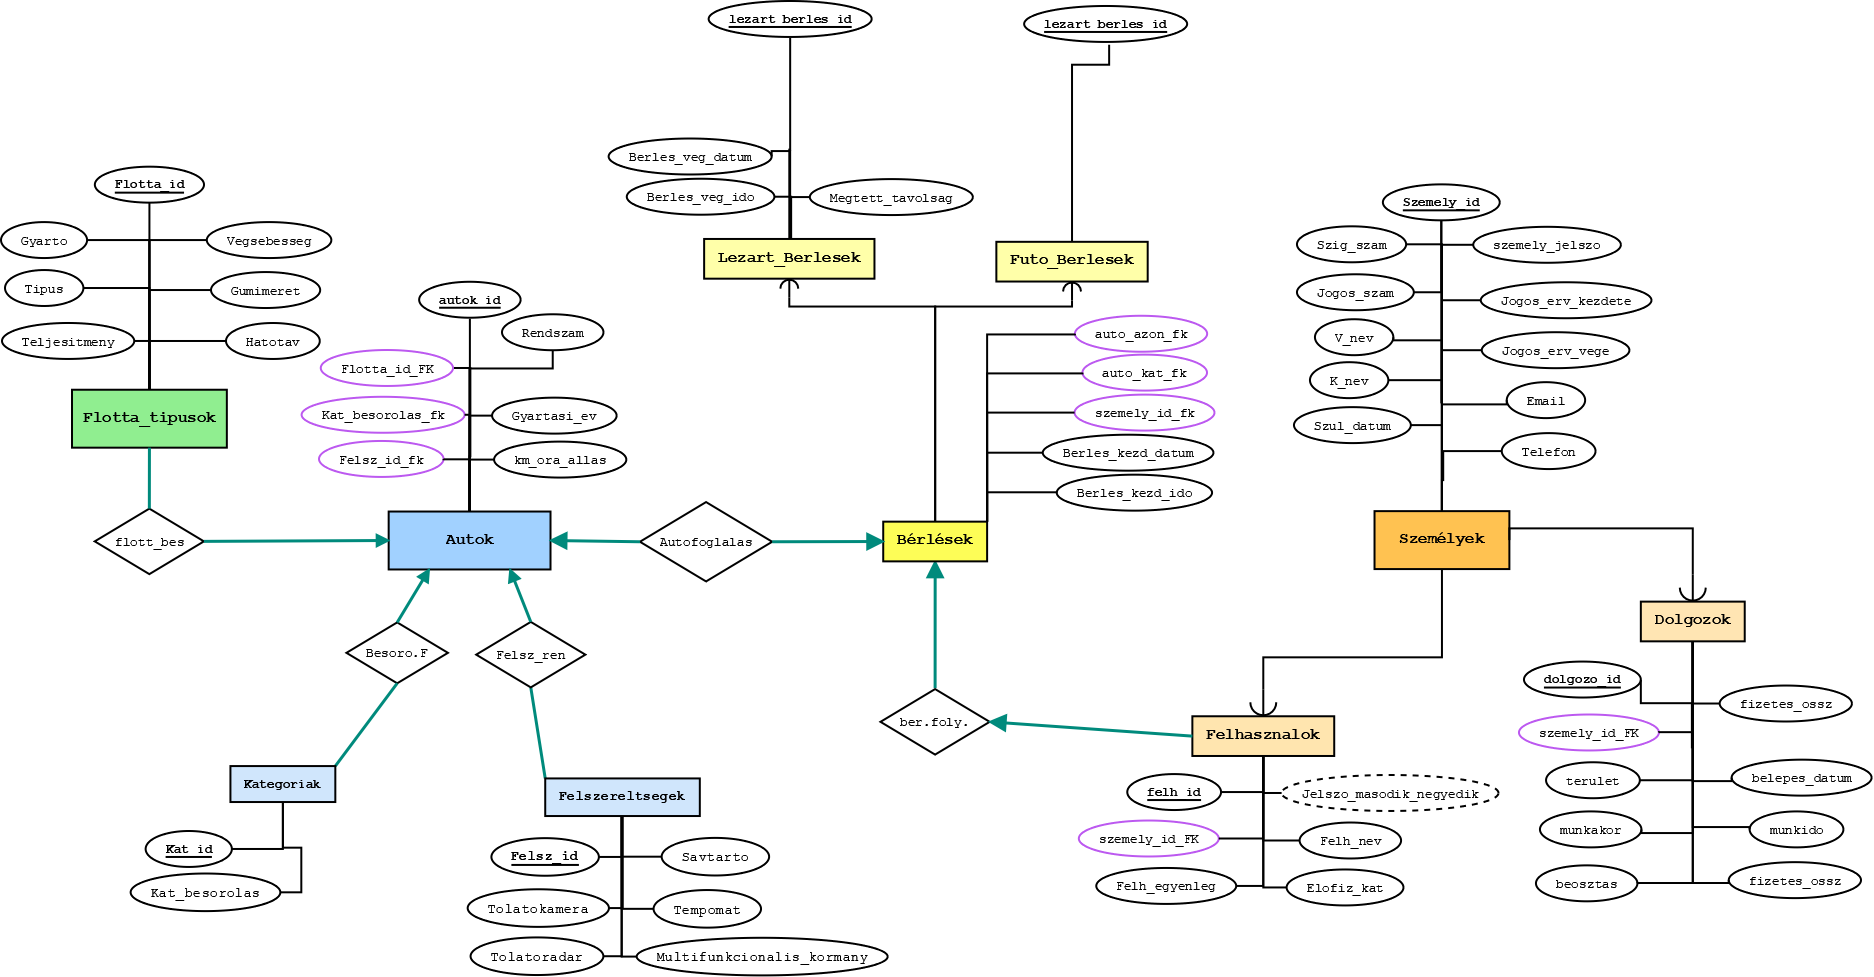 lezart_berles_id
lezart_berles_id
Berles_veg_datum
Berles_veg_ido
Megtett_tavolsag
Lezart_Berlesek
Futo_Berlesek
Flotta_id
Gyarto
Vegsebesseg
Tipus
Gumimeret
Teljesitmeny
Hatotav
Flotta_tipusok
autok_id
Rendszam
Flotta_id_FK
Kat_besorolas_fk
Gyartasi_ev
Felsz_id_fk
km_ora_allas
auto_azon_fk
auto_kat_fk
szemely_id_fk
Berles_kezd_datum
Berles_kezd_ido
Szemely_id
Szig_szam
szemely_jelszo
Jogos_szam
Jogos_erv_kezdete
V_nev
Jogos_erv_vege
K_nev
Email
Szul_datum
Telefon
flott_bes
Autok
Autofoglalas
Bérlések
Személyek
Besoro.F
Felsz_ren
ber.foly.
Felhasznalok
Dolgozok
dolgozo_id
fizetes_ossz
szemely_id_FK
terulet
belepes_datum
munkakor
munkido
beosztas
fizetes_ossz
Kategoriak
Kat_id
Kat_besorolas
Felszereltsegek
Felsz_id
Savtarto
Tolatokamera
Tempomat
Tolatoradar
Multifunkcionalis_kormany
felh_id
Jelszo_masodik_negyedik
szemely_id_FK
Felh_nev
Felh_egyenleg
Elofiz_kat